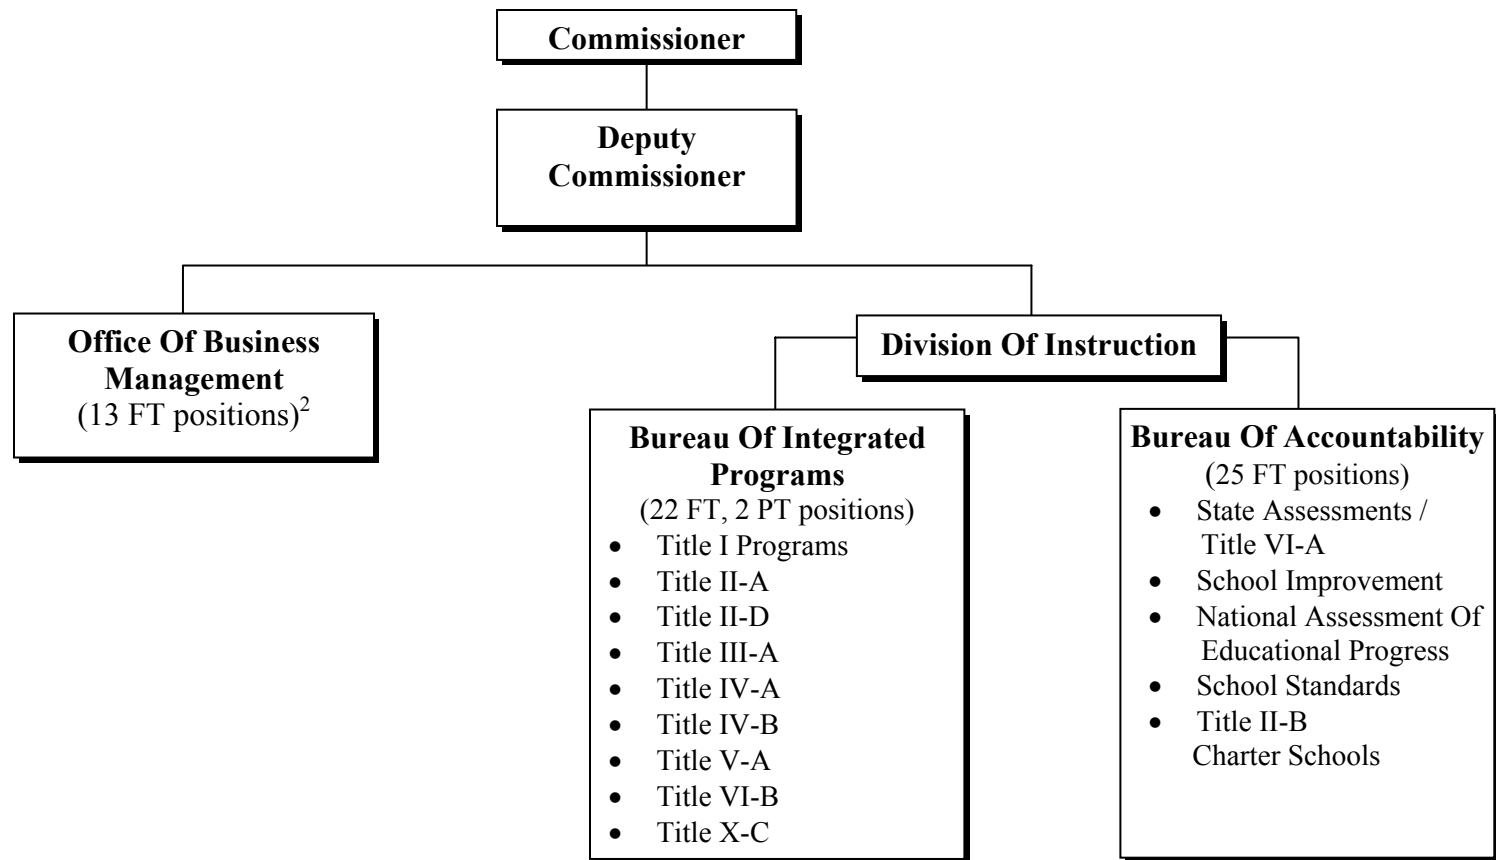 Commissioner
Deputy
Commissioner
Office Of Business
Management
(13 FT positions)²
Division Of Instruction
Bureau Of Integrated
Programs
(22 FT, 2 PT positions)
• Title I Programs
• Title II-A
• Title II-D
• Title III-A
• Title IV-A
• Title IV-B
• Title V-A
• Title VI-B
• Title X-C
Bureau Of Accountability
(25 FT positions)
• State Assessments /
Title VI-A
• School Improvement
• National Assessment Of
Educational Progress
• School Standards
• Title II-B
Charter Schools